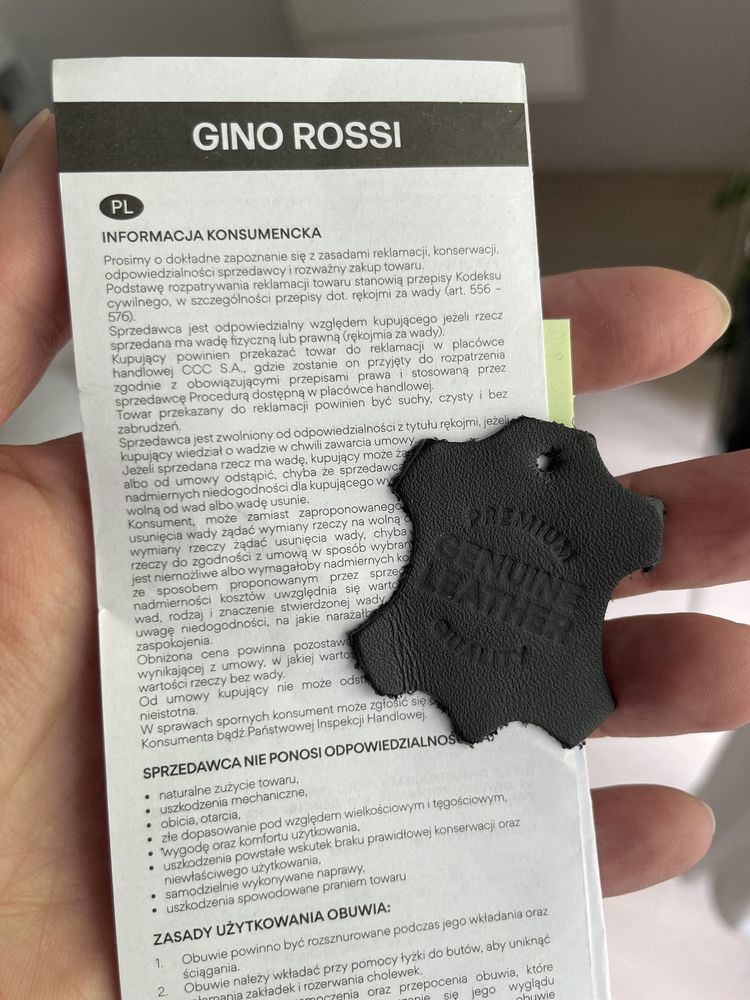 GINO ROSSI
PL
INFORMACJA KONSUMENCKA
Prosimy o dokładne zapoznanie się z zasadami reklamacji, konserwacji,
odpowiedzialności sprzedawcy i rozważny zakup towaru.
Podstawę rozpatrywania reklamacji towaru stanowią przepisy Kodeksu
cywilnego, w szczególności przepisy dot. rękojmi za wady (art. 556 –
576).
Sprzedawca jest odpowiedzialny względem kupującego jeżeli rzecz
sprzedana ma wadę fizyczną lub prawną (rękojmia za wady).
Kupujący powinien przekazać towar do reklamacji w placówce
handlowej CCC S.A., gdzie zostanie on przyjęty do rozpatrzenia
zgodnie z obowiązującymi przepisami prawa i stosowaną przez
sprzedawcę Procedurą dostępną w placówce handlowej.
Towar przekazany do reklamacji powinien być suchy, czysty i bez
zabrudzeń.
Sprzedawca jest zwolniony od odpowiedzialności z tytułu rękojmi, jeżeli
kupujący wiedział o wadzie w chwili zawarcia umowy.
Jeżeli sprzedana rzecz ma wadę, kupujący może
albo od umowy odstąpić, chyba że sprzedawca
nadmiernych niedogodności dla kupującego
wolną od wad albo wadę usunie.
Konsument, może zamiast zaproponowanego
usunięcia wady żądać wymiany rzeczy na wolną
wymiany rzeczy żądać usunięcia wady, chyba
rzeczy do zgodności z umową w sposób
jest niemożliwe albo wymagałoby nadmiernych
ze sposobem proponowanym przez
nadmierności kosztów uwzględnia się
wad, rodzaj i znaczenie stwierdzonej wady,
uwagę niedogodności, na jakie
zaspokojenia.
Obniżona cena powinna
wynikającej z umowy, w jakiej
wartości rzeczy bez wady.
Od umowy kupujący nie może
nieistotna.
W sprawach spornych konsument może zgłosić się
Konsumenta bądź Państwowej Inspekcji Handlowej.
PREMIUM
GENUINE
LEATHER
QUALITY
SPRZEDAWCA NIE PONOSI
• naturalne zużycie towaru,
• uszkodzenia mechaniczne,
• obicia, otarcia,
• złe dopasowanie pod względem wielkościowym i tęgościowym,
• wygodę oraz komfortu użytkowania,
• uszkodzenia powstałe wskutek braku prawidłowej konserwacji oraz
niewłaściwego użytkowania,
• samodzielnie wykonywane naprawy,
• uszkodzenia spowodowane praniem towaru
ZASADY UŻYTKOWANIA OBUWIA:
1. Obuwie powinno być rozsznurowane podczas jego wkładania oraz
ściągania.
2. Obuwie należy wkładać przy pomocy łyżki do butów, aby uniknąć
zakładek i rozerwania cholewek.
oraz przepocenia obuwia, które
się jego wyglądu
obuwie